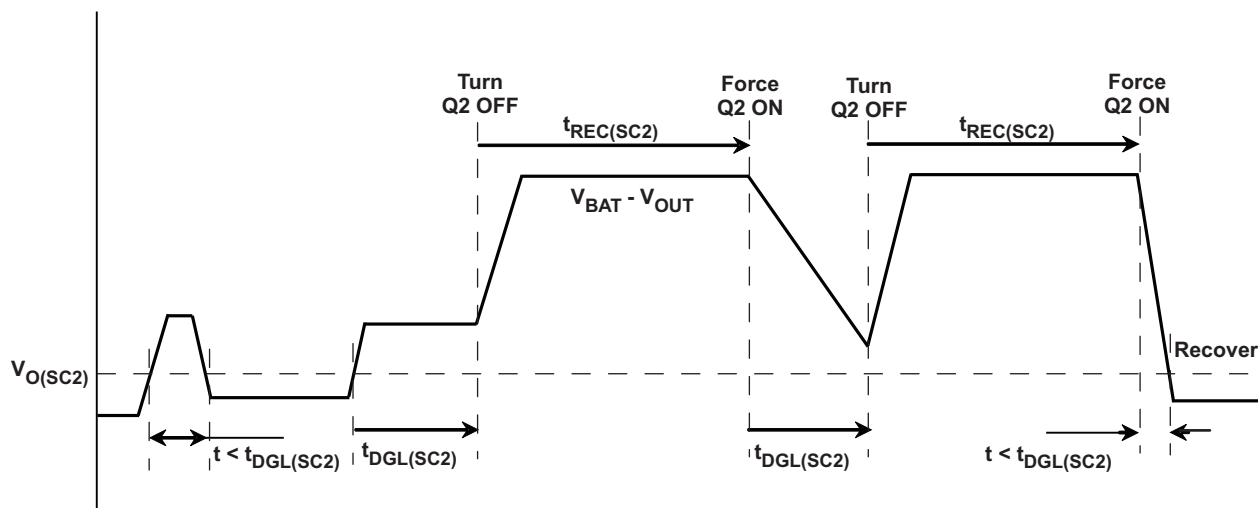 Turn
Q2 OFF
Force
Q2 ON
Turn
Q2 OFF
Force
Q2 ON
tREC(SC2)
tREC(SC2)
VBAT - VOUT
VO(SC2)
Recover
t < tDGL(SC2)
tDGL(SC2)
tDGL(SC2)
t < tDGL(SC2)